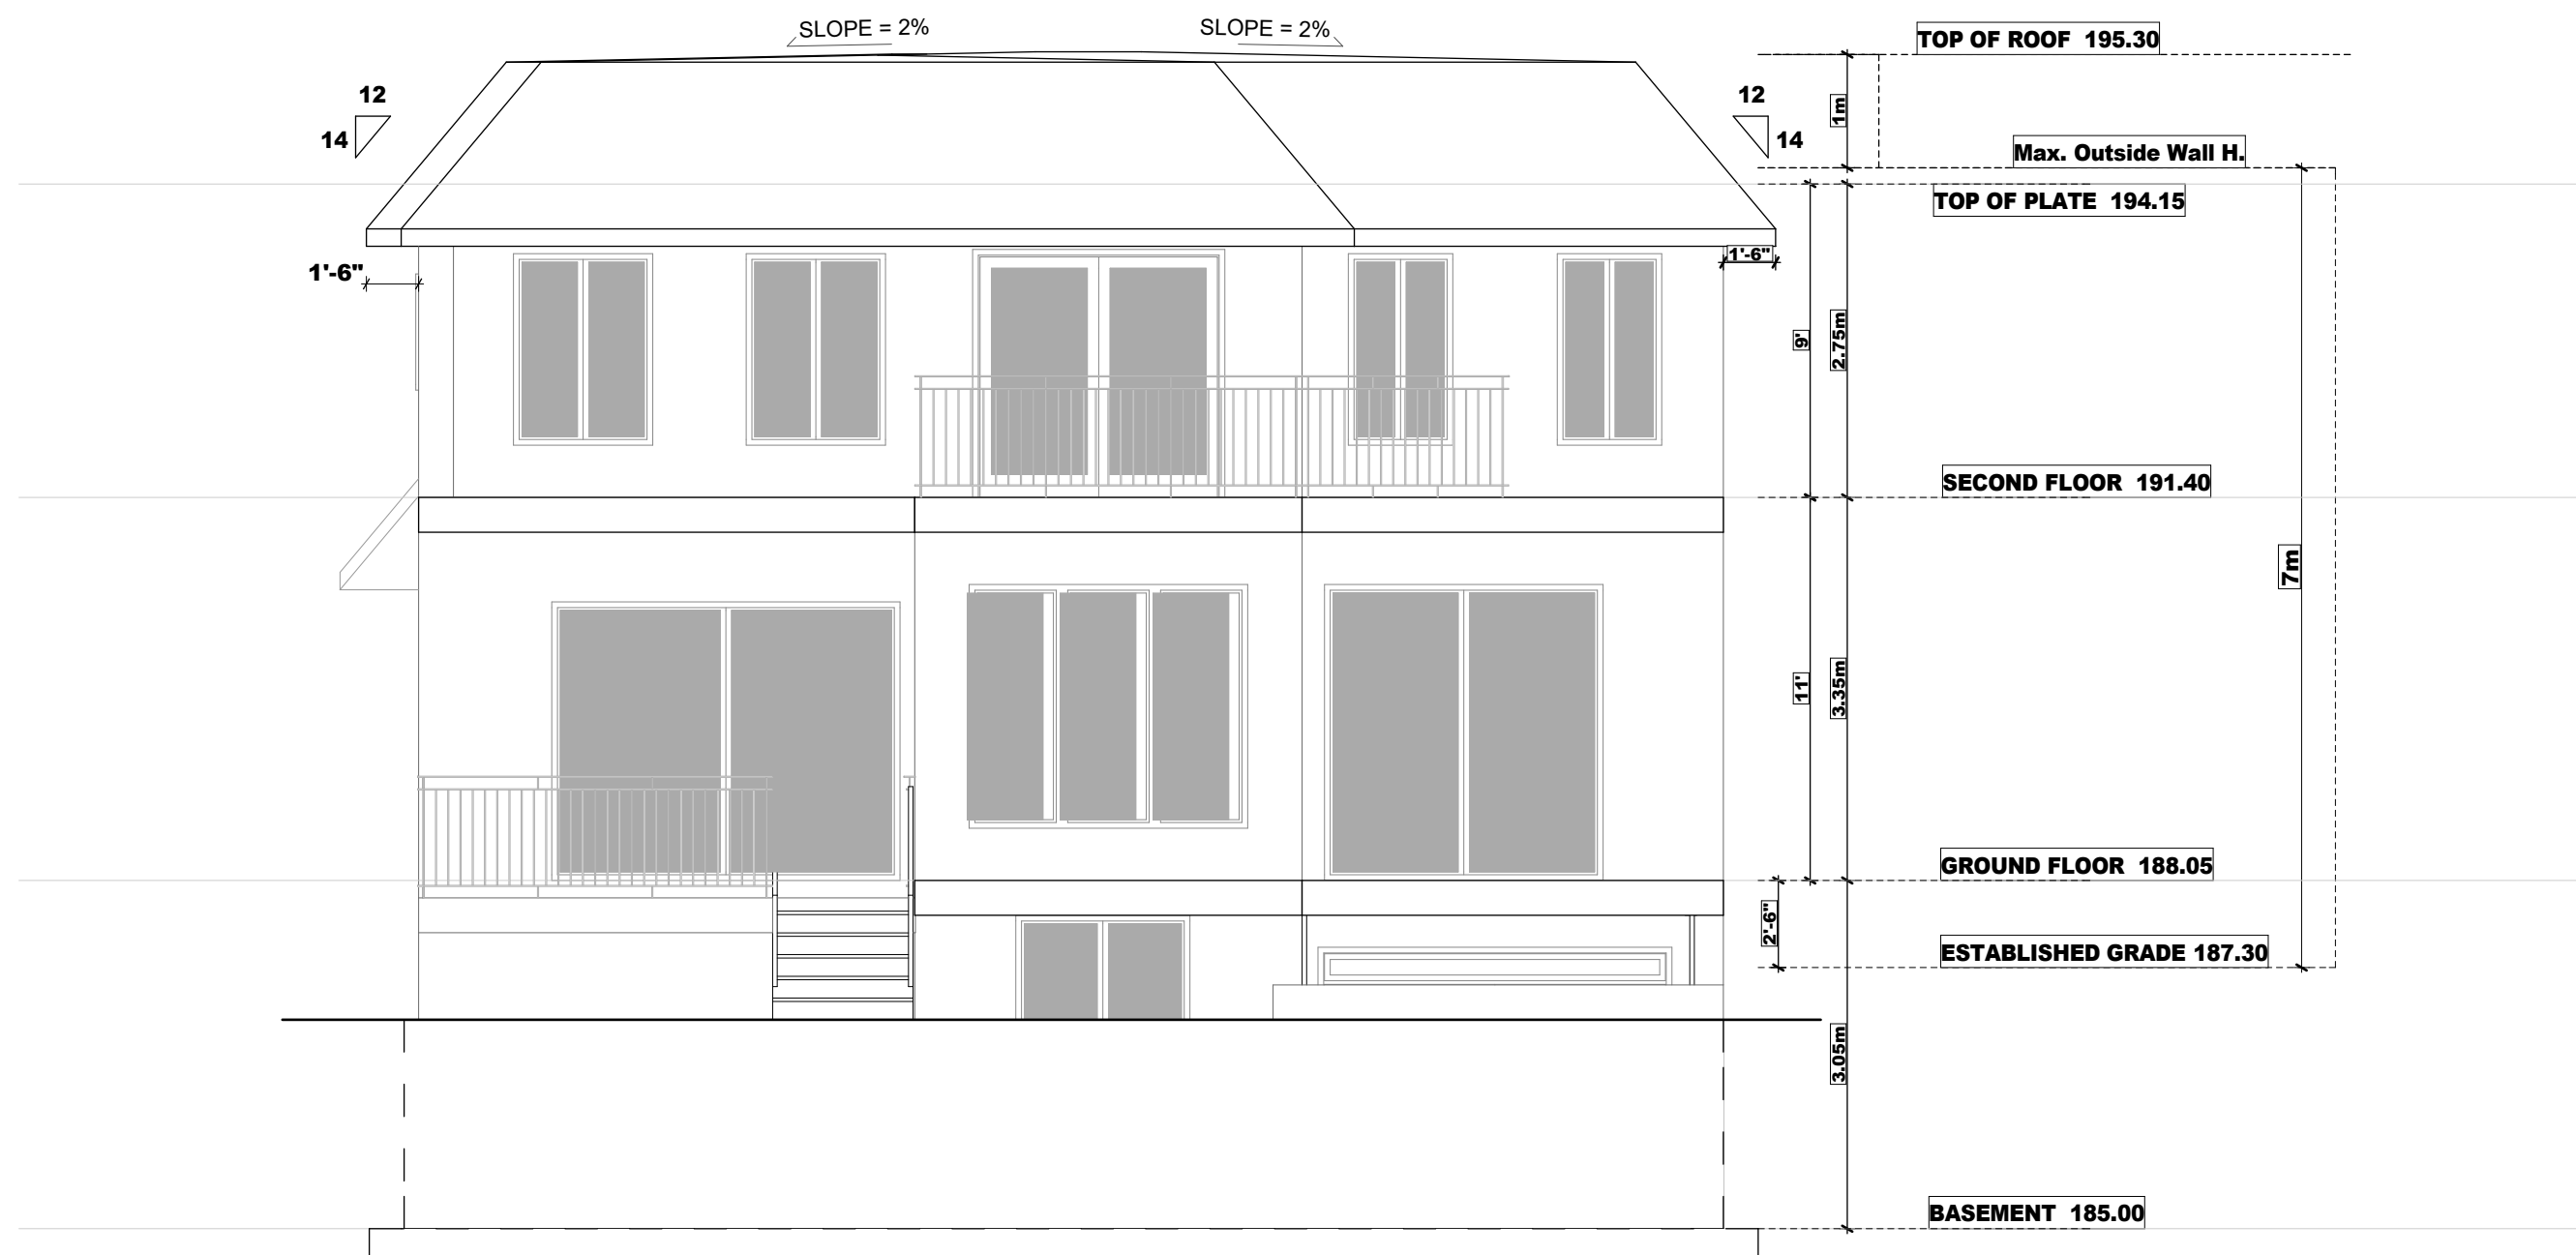 SLOPE = 2%
SLOPE = 2%
TOP OF ROOF 195.30
12
14
12
14
1m
Max. Outside Wall H.
TOP OF PLATE 194.15
1'-6"
1'-6"
9'
2.75m
SECOND FLOOR 191.40
7m
11'
3.35m
GROUND FLOOR 188.05
2'-6"
ESTABLISHED GRADE 187.30
3.05m
BASEMENT 185.00